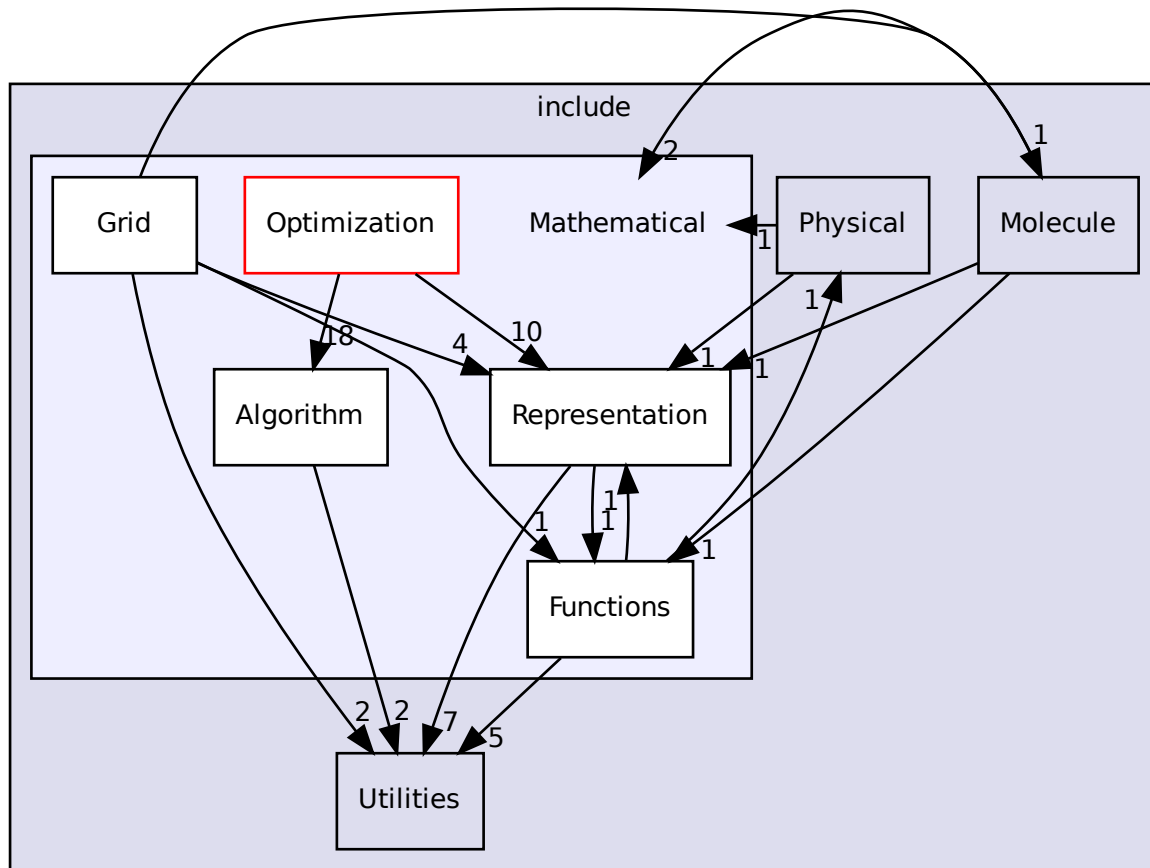 include
1
2
Grid
Optimization
Mathematical
Physical
Molecule
1
1
18
4
10
1
1
Algorithm
Representation
1
1
1
1
Functions
2
2
7
5
Utilities